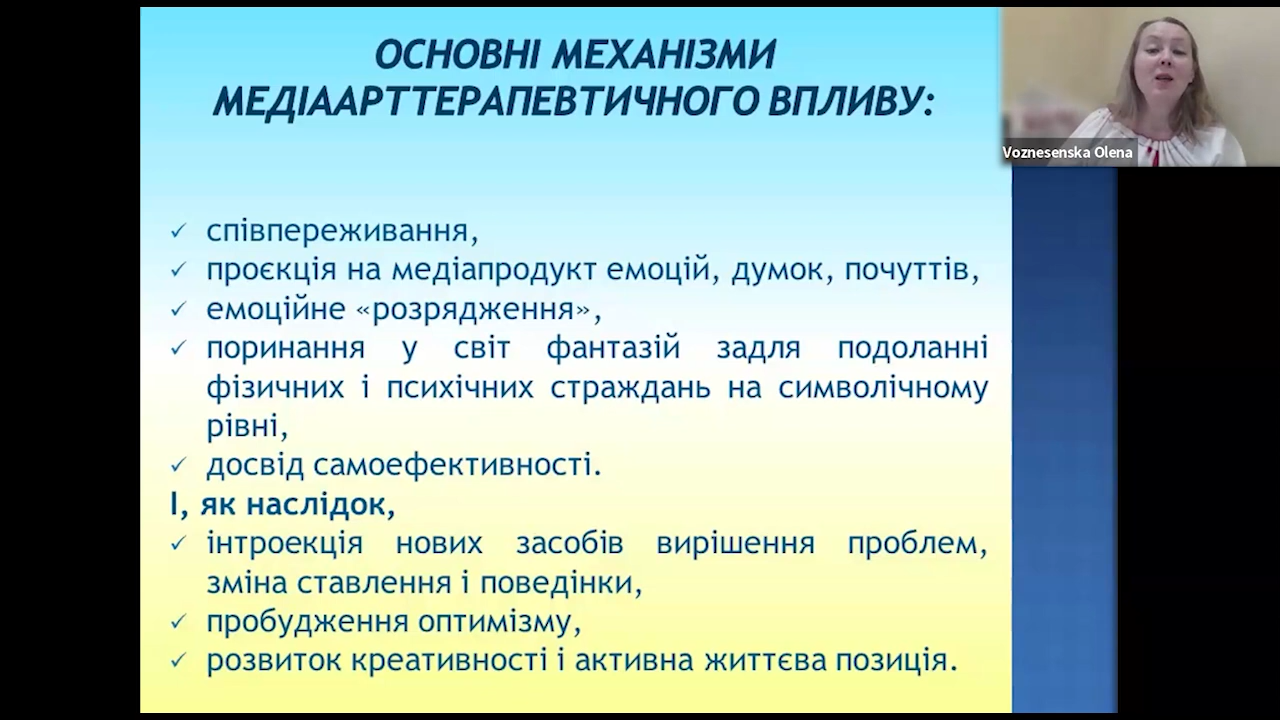 ОСНОВНІ МЕХАНІЗМИ
МЕДІААРТТЕРАПЕВТИЧНОГО ВПЛИВУ:
Voznesenska Olena
✓ співпереживання,
✓ проєкція на медіапродукт емоцій, думок, почуттів,
✓ емоційне «розрядження»,
✓ поринання у світ фантазій задля подоланні
фізичних і психічних страждань на символічному
рівні,
✓ досвід самоефективності.
І, як наслідок,
✓ інтроекція нових засобів вирішення проблем,
зміна ставлення і поведінки,
✓ пробудження оптимізму,
✓ розвиток креативності і активна життєва позиція.